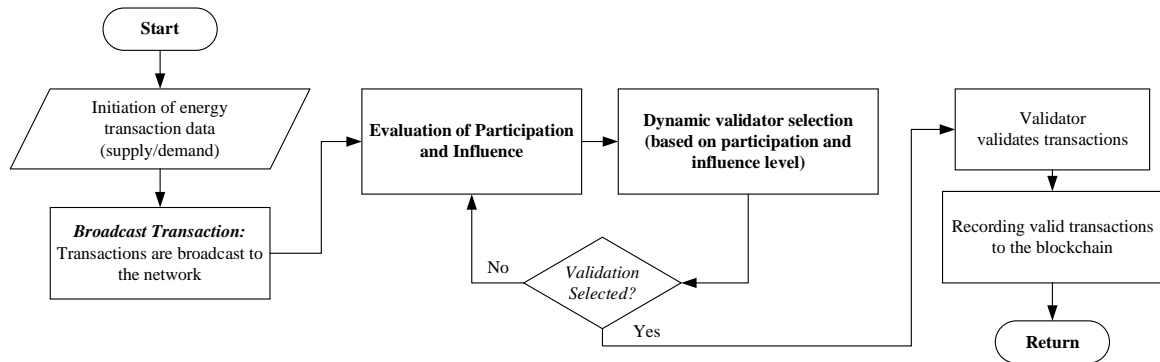 Start
Initiation of energy
transaction data
(supply/demand)
Broadcast Transaction:
Transactions are broadcast to
the network
Evaluation of Participation
and Influence
Dynamic validator selection
(based on participation and
influence level)
Validation
Selected?
No
Yes
Validator
validates transactions
Recording valid transactions
to the blockchain
Return